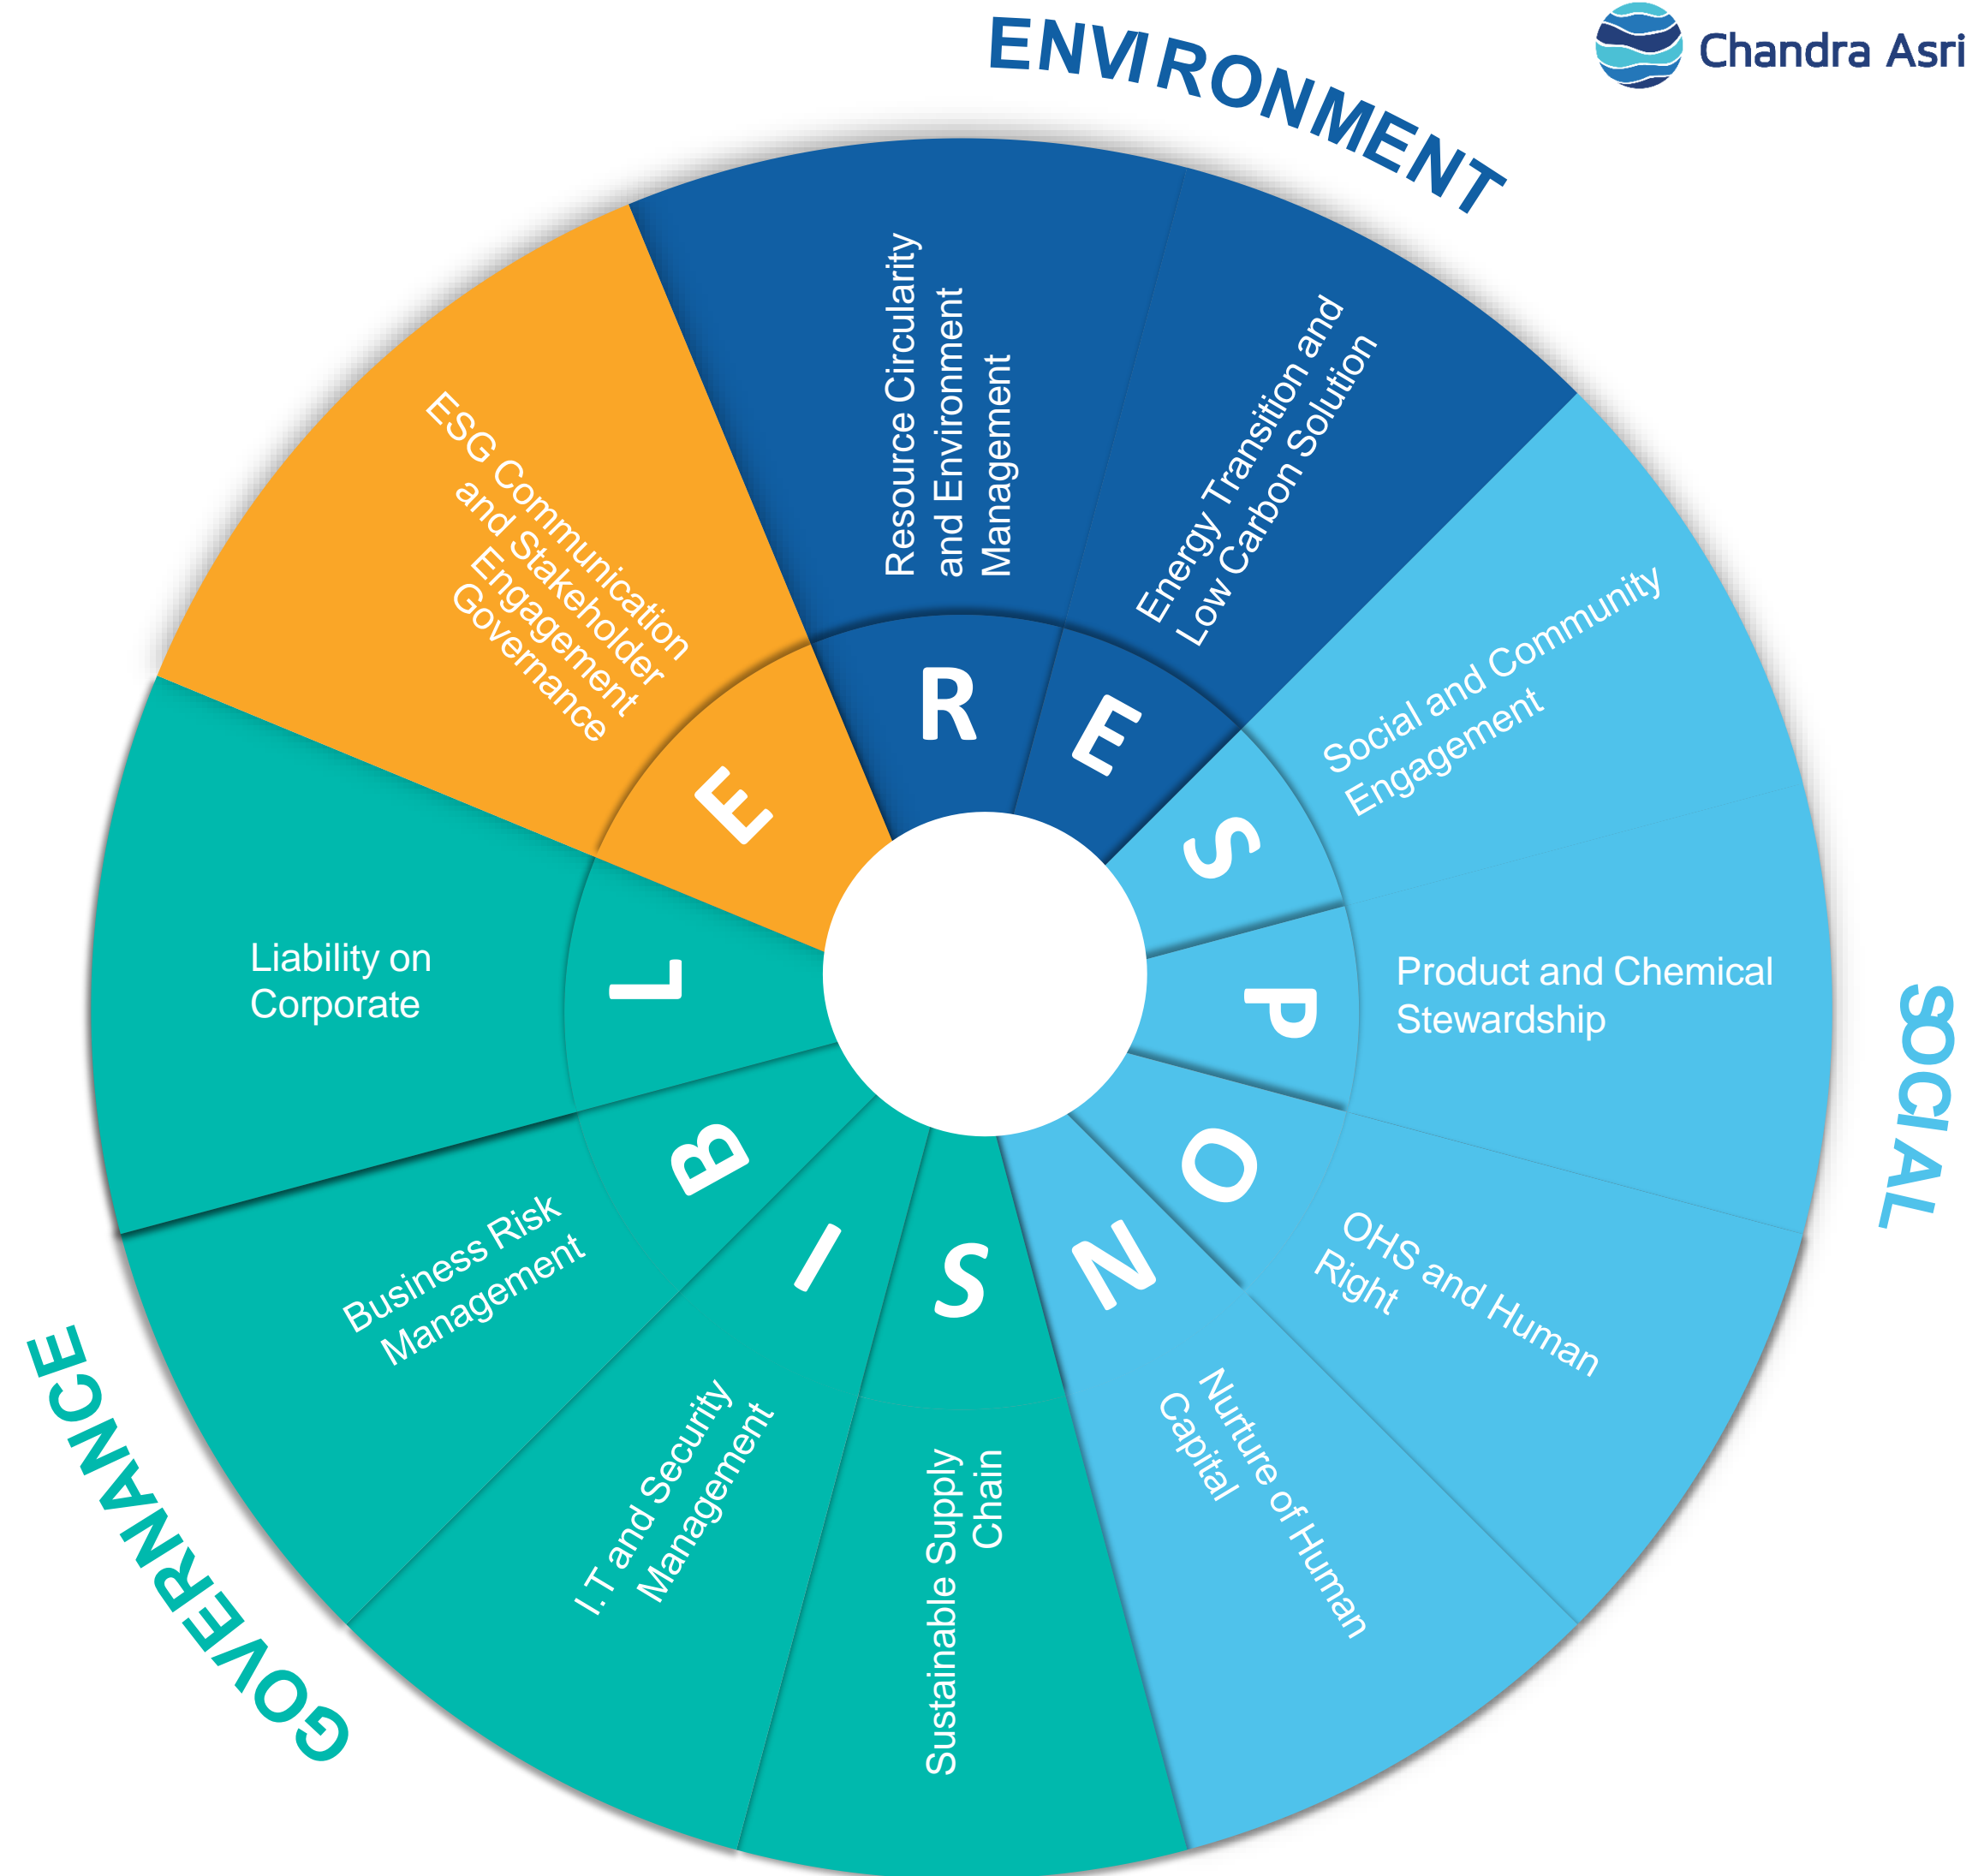 Chandra Asri
ENVIRONMENT
Resource Circularity
and Environment
Management
R
Energy Transition and
Low Carbon Solution
E
SOCIAL
Social and Community
Engagement
S
Product and Chemical
Stewardship
P
OHS and Human
Right
O
Nurture of Human
Capital
N
GOVERNANCE
Sustainable Supply
Chain
S
I. T and Security
Management
I
Business Risk
Management
B
Liability on
Corporate
L
ESG Communication
and Stakeholder
Engagement
Governance
E